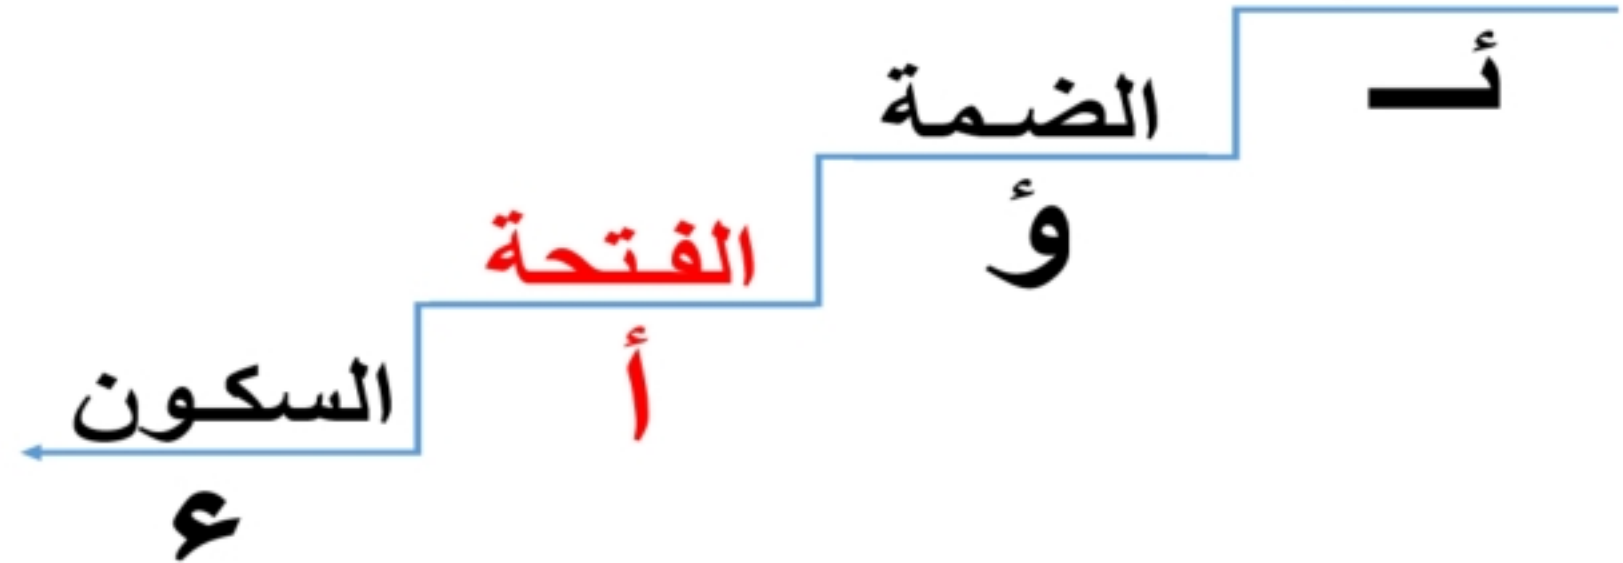 ئـ
الضمة
ؤ
الفتحة
أ
السكون
ء